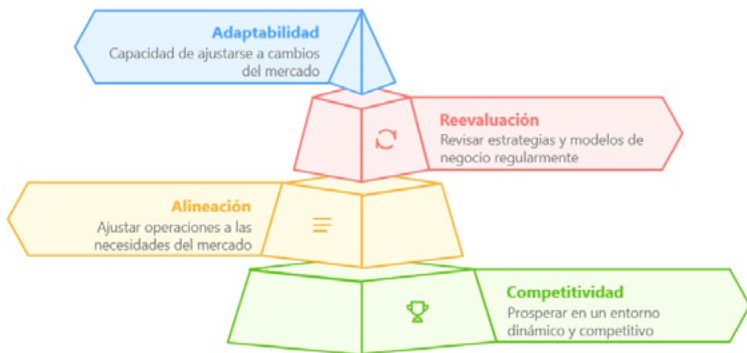 Adaptabilidad
Capacidad de ajustarse a cambios
del mercado
Reevaluación
Revisar estrategias y modelos de
negocio regularmente
Alineación
Ajustar operaciones a las
necesidades del mercado
Competitividad
Prosperar en un entorno
dinámico y competitivo